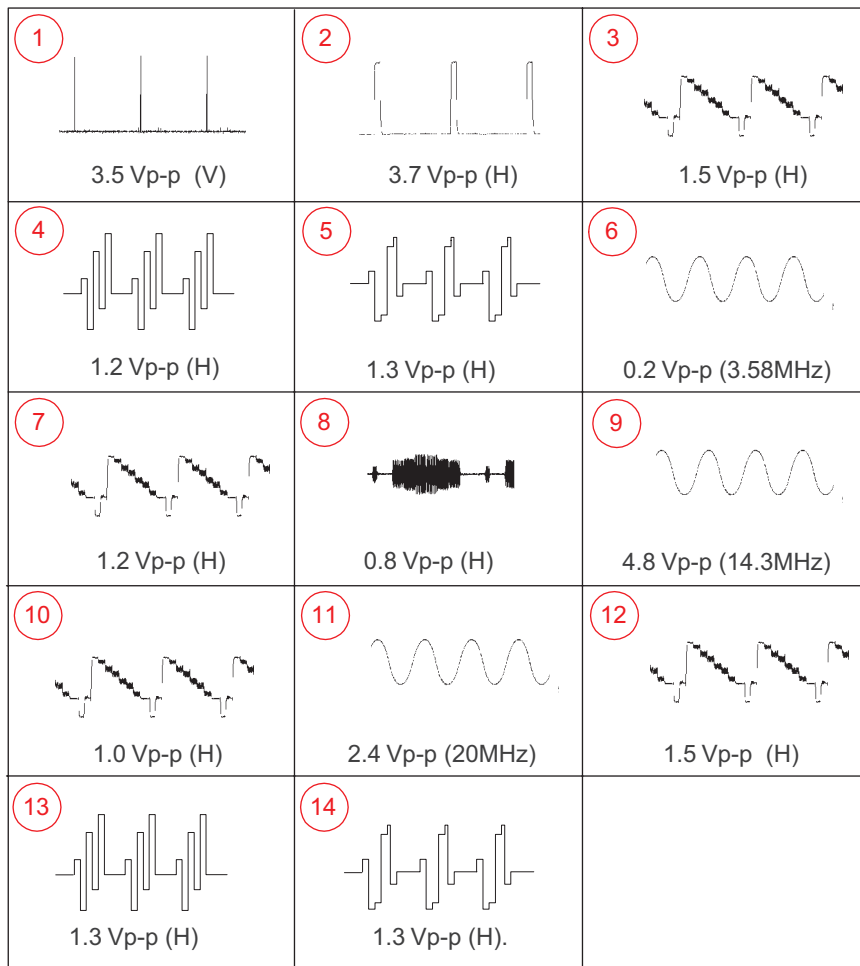 1
2
3
3.5 Vp-p (V)
3.7 Vp-p (H)
1.5 Vp-p (H)
4
5
6
1.2 Vp-p (H)
1.3 Vp-p (H)
0.2 Vp-p (3.58MHz)
7
8
9
1.2 Vp-p (H)
0.8 Vp-p (H)
4.8 Vp-p (14.3MHz)
10
11
12
1.0 Vp-p (H)
2.4 Vp-p (20MHz)
1.5 Vp-p (H)
13
14
1.3 Vp-p (H)
1.3 Vp-p (H).